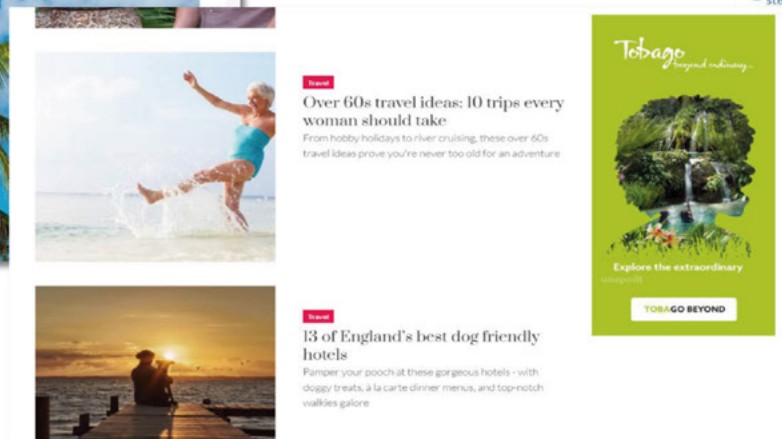 Travel
Over 60s travel ideas: 10 trips every
woman should take
From hobby holidays to river cruising, these over 60s
travel ideas prove you're never too old for an adventure
Travel
13 of England's best dog friendly
hotels
Pamper your pooch at these gorgeous hotels - with
doggy treats, à la carte dinner menus, and top-notch
walkies galore
Tobago
beyond ordinary...
Explore the extraordinary
unspoilt
TOBAGO BEYOND